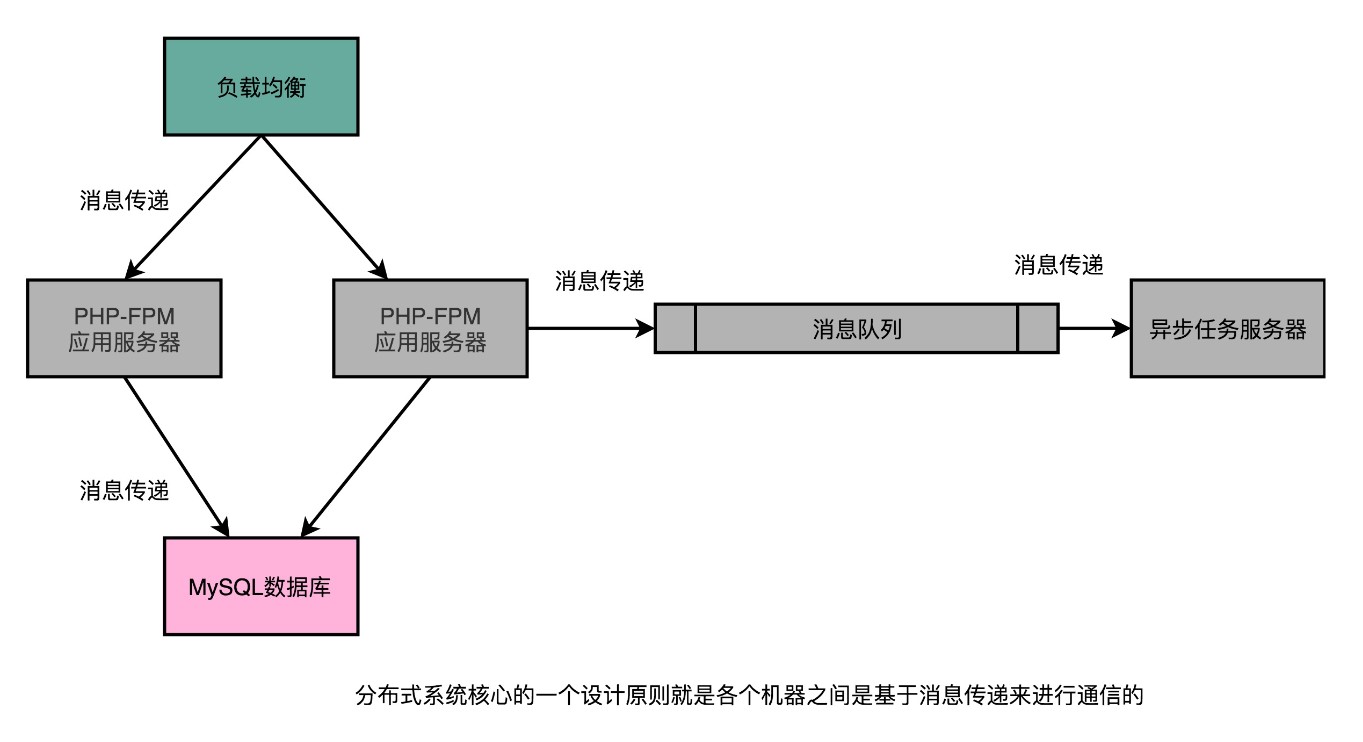 负载均衡
消息传递
消息传递
消息传递
PHP-FPM
应用服务器
PHP-FPM
应用服务器
消息队列
异步任务服务器
消息传递
MySQL数据库
分布式系统核心的一个设计原则就是各个机器之间是基于消息传递来进行通信的